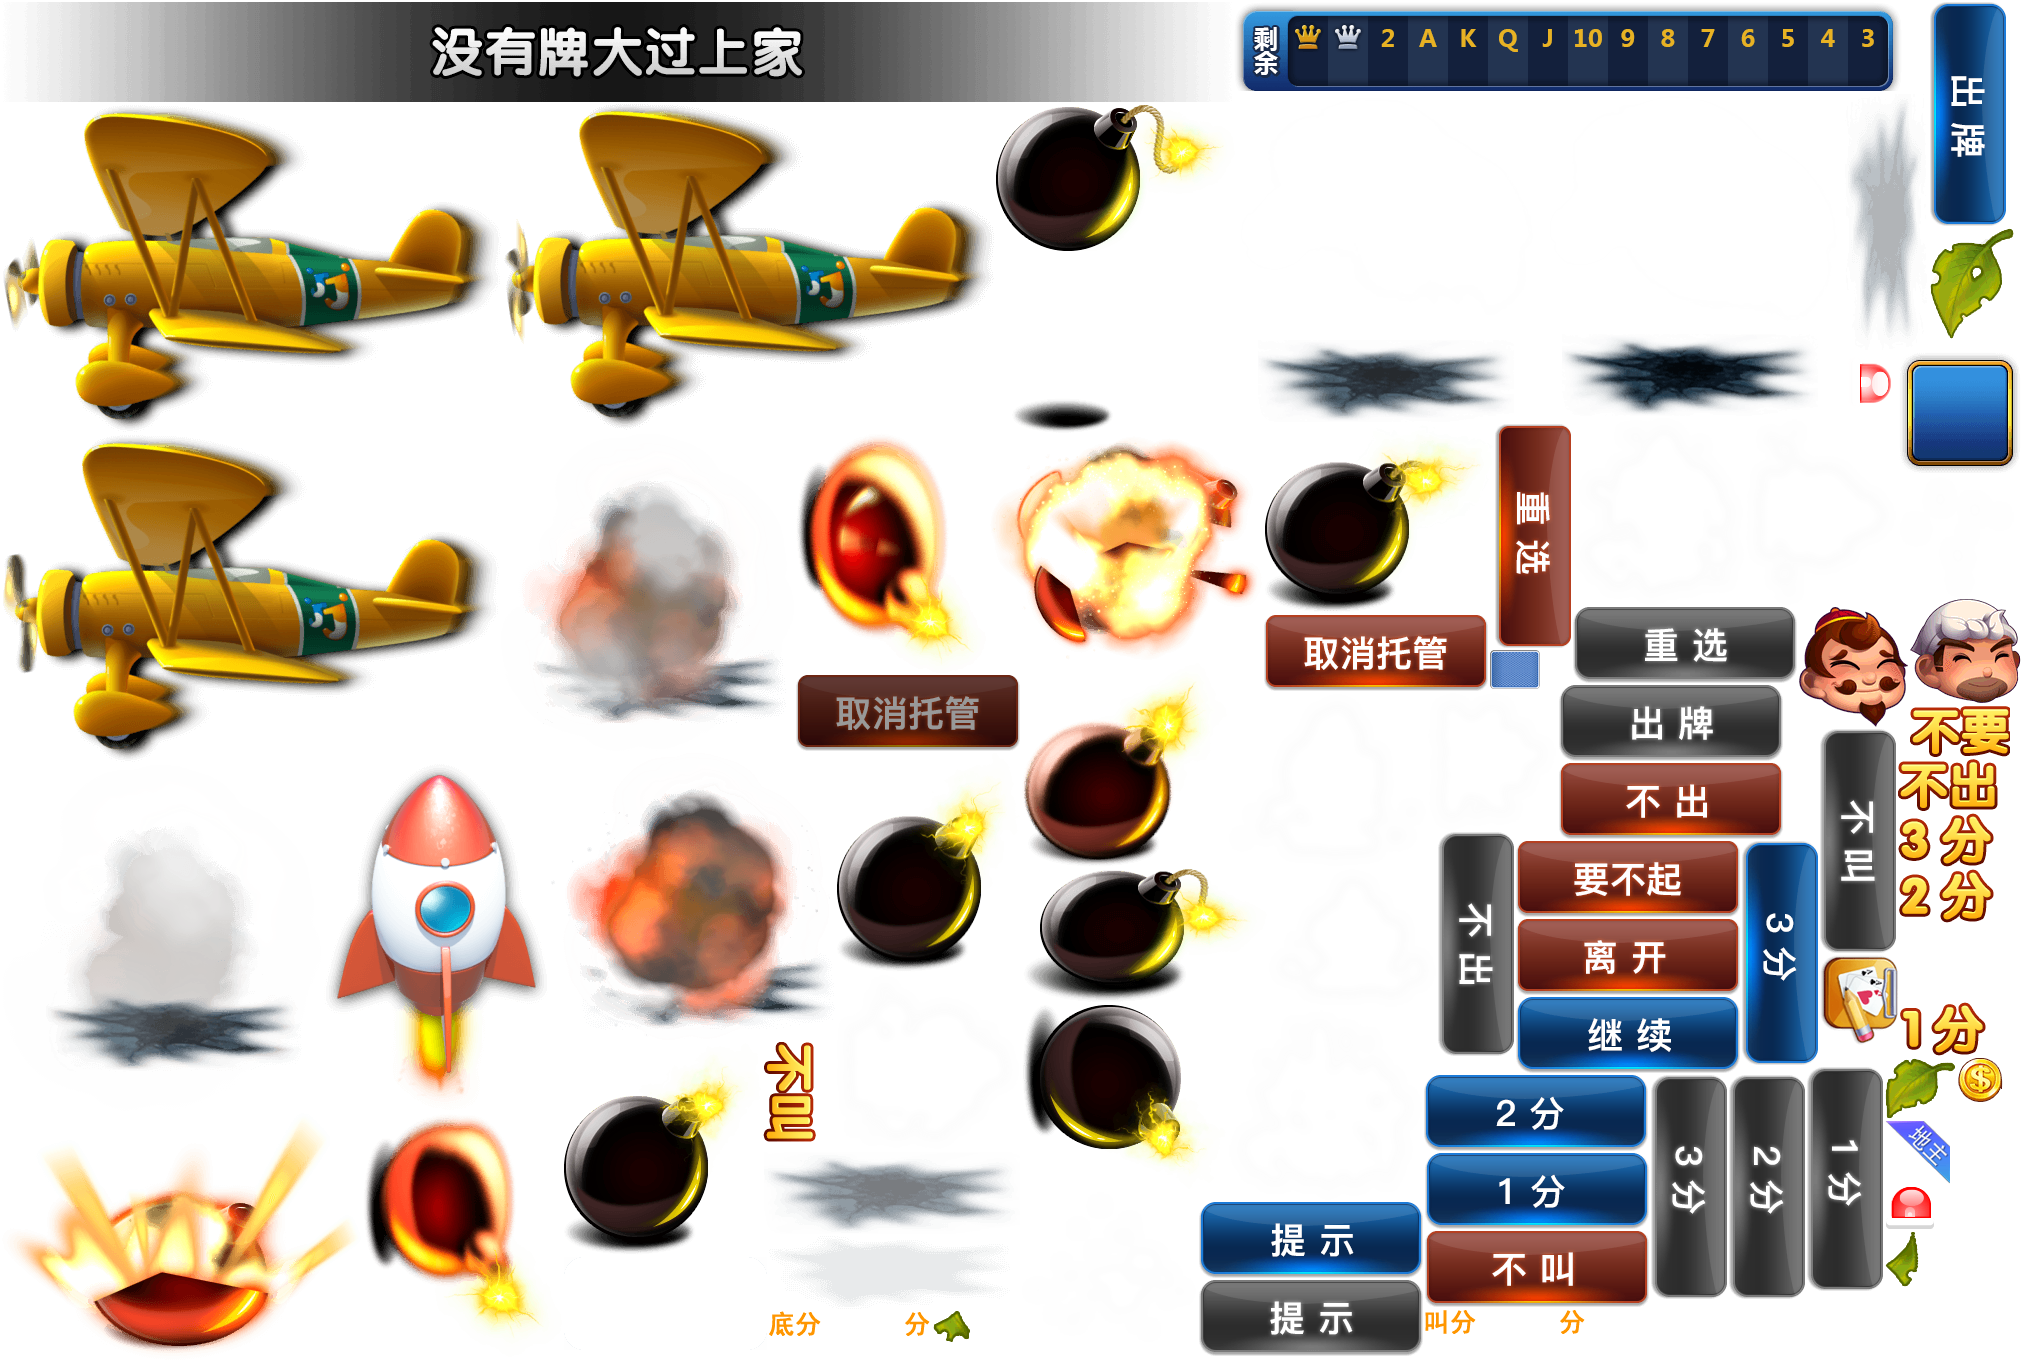 没有牌大过上家
剩余 2 A K Q J 10 9 8 7 6 5 4 3
出牌
重选
取消托管
重选
取消托管
出牌
不要
不出
不出
3分
不叫
要不起
2分
不出
离开
3分
继续
1分
不叫
2分
3分
2分
1分
地主
1分
提示
不叫
提示
底分 分
叫分 分